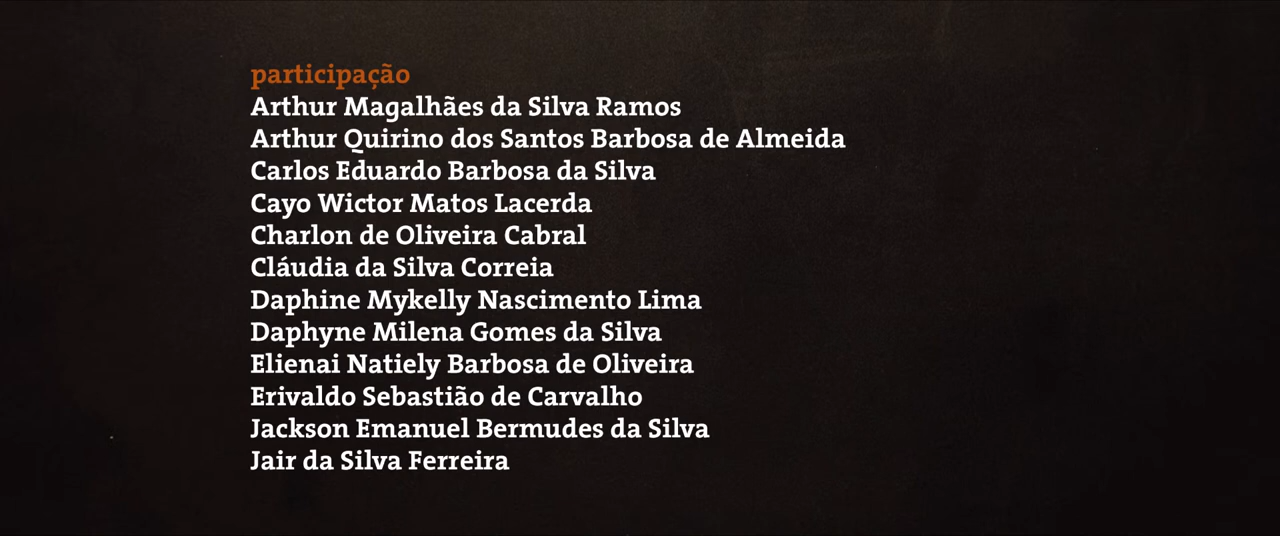 participação
Arthur Magalhães da Silva Ramos
Arthur Quirino dos Santos Barbosa de Almeida
Carlos Eduardo Barbosa da Silva
Cayo Wictor Matos Lacerda
Charlon de Oliveira Cabral
Cláudia da Silva Correia
Daphine Mykelly Nascimento Lima
Daphyne Milena Gomes da Silva
Elienai Natiely Barbosa de Oliveira
Erivaldo Sebastião de Carvalho
Jackson Emanuel Bermudes da Silva
Jair da Silva Ferreira